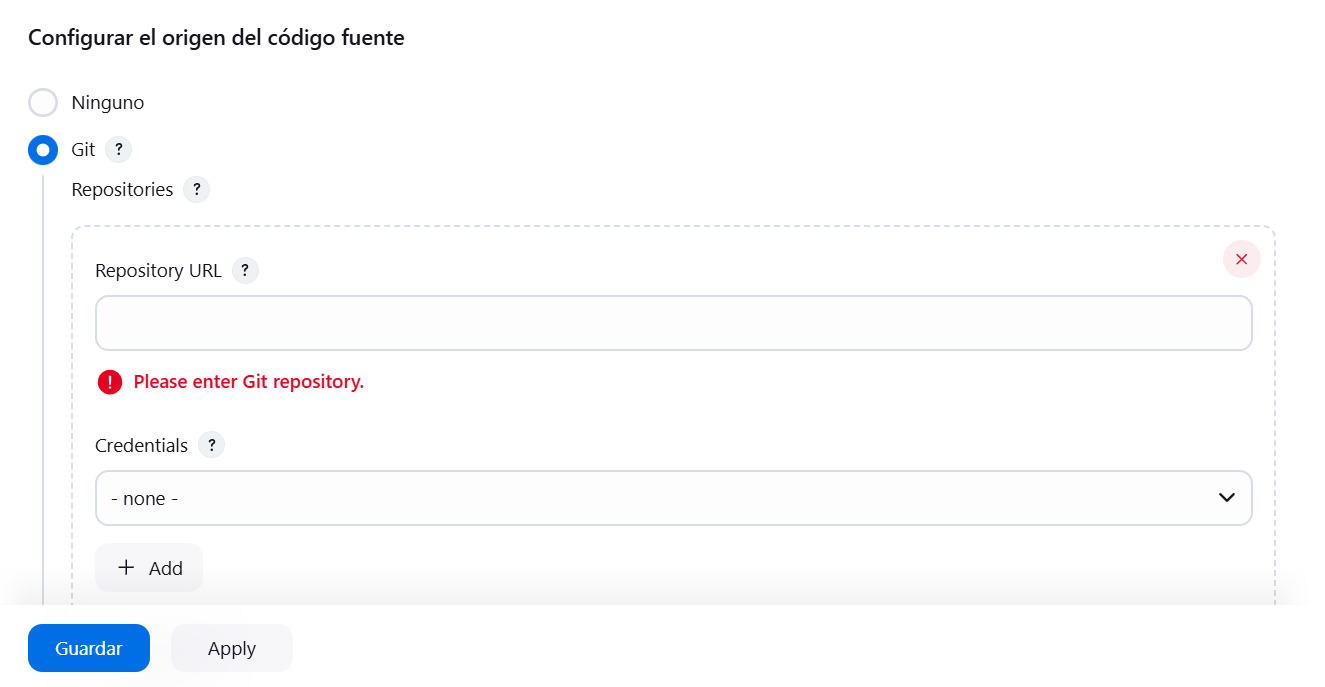 Configurar el origen del código fuente
Ninguno
Git ?
Repositories ?
Repository URL ?
Please enter Git repository.
Credentials ?
- none -
Add
Guardar Apply